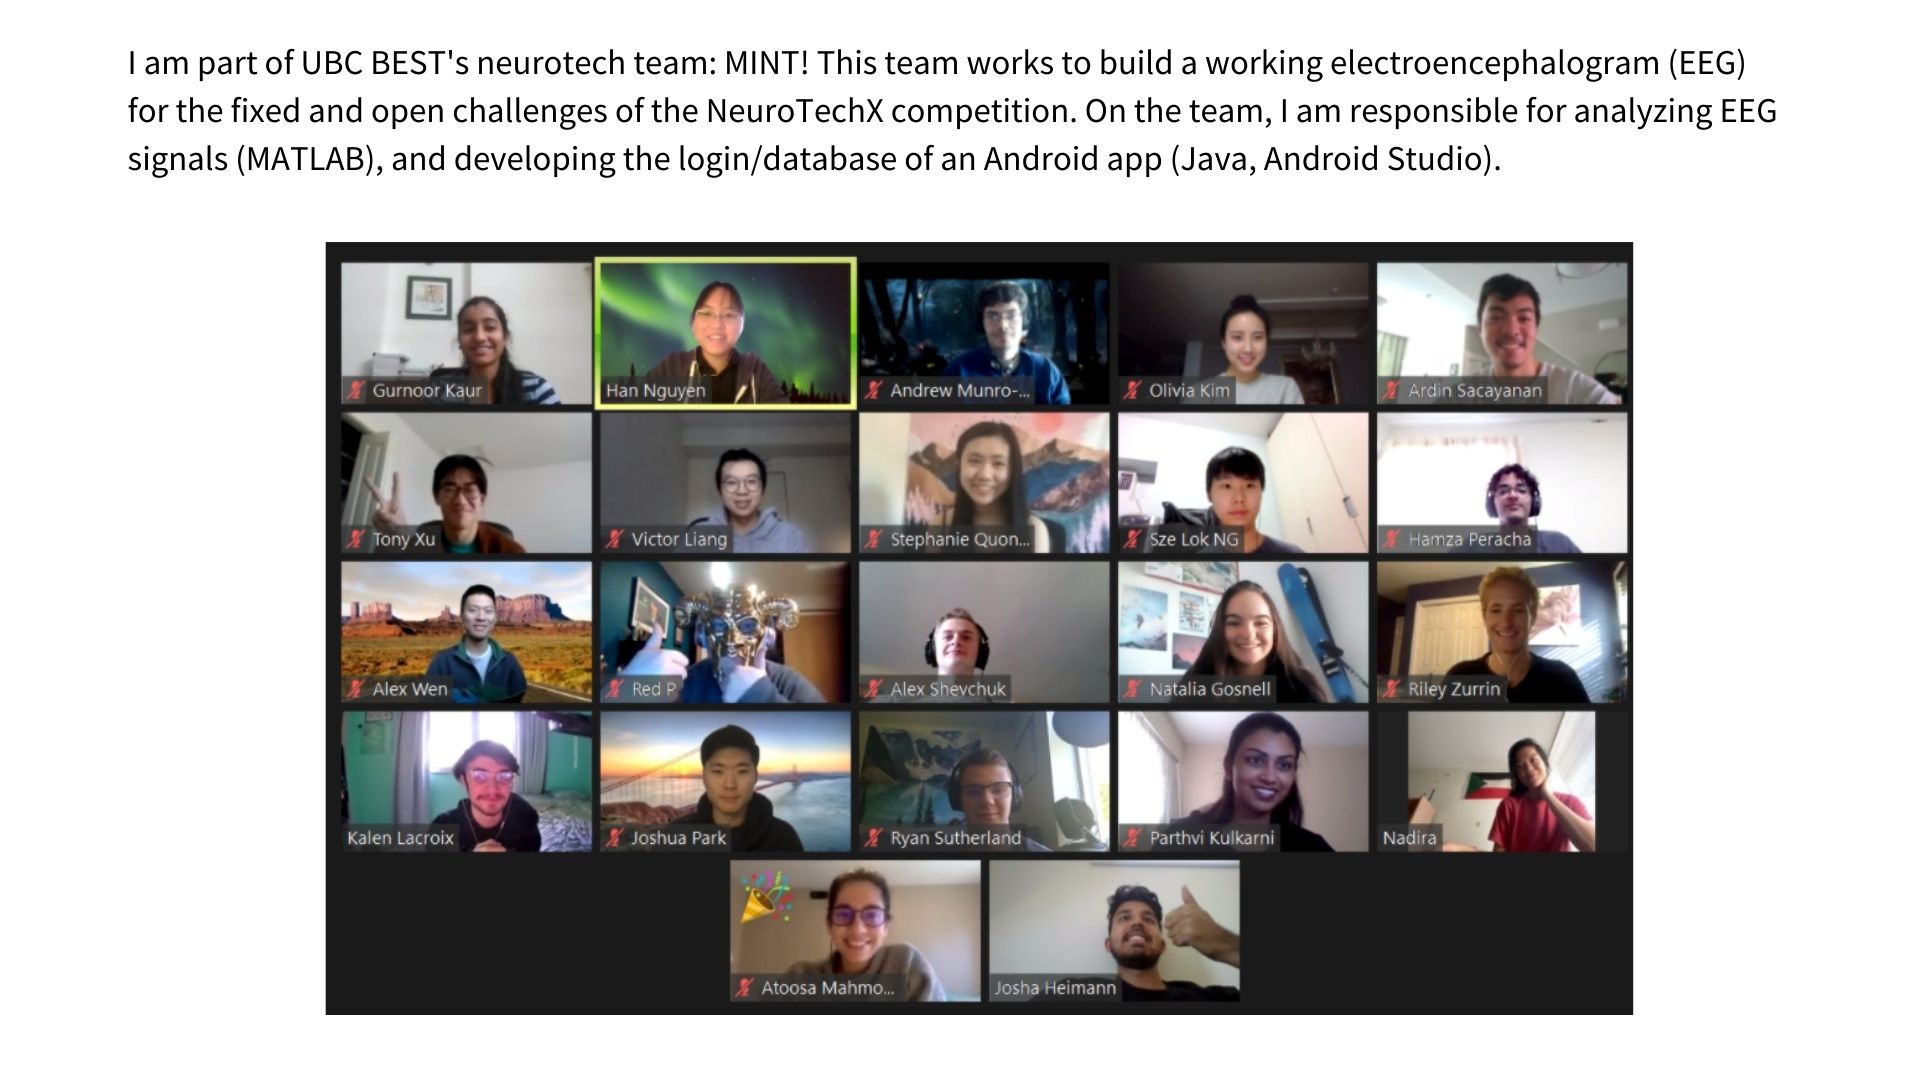 I am part of UBC BEST's neurotech team: MINT! This team works to build a working electroencephalogram (EEG)
for the fixed and open challenges of the NeuroTechX competition. On the team, I am responsible for analyzing EEG
signals (MATLAB), and developing the login/database of an Android app (Java, Android Studio).
Gurnoor Kaur
Han Nguyen
Andrew Munro-...
Olivia Kim
Ardin Sacayanan
Tony Xu
Victor Liang
Stephanie Quon...
Sze Lok NG
Hamza Peracha
Alex Wen
Red P
Alex Shevchuk
Natalia Gosnell
Riley Zurrin
Kalen Lacroix
Joshua Park
Ryan Sutherland
Parthvi Kulkarni
Nadira
Atoosa Mahmo...
Josha Heimann